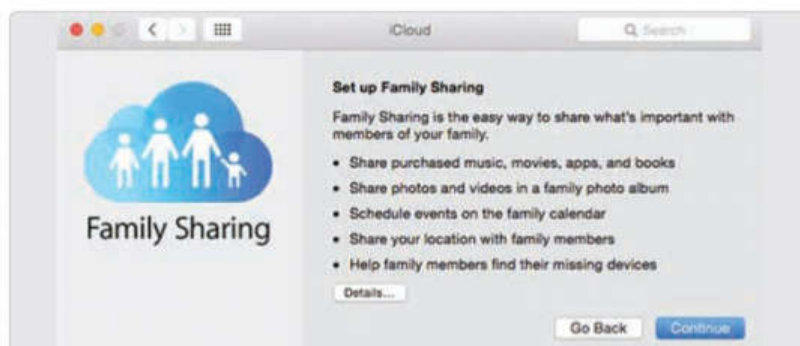 iCloud
Search
Set up Family Sharing
Family Sharing is the easy way to share what's important with
members of your family.
• Share purchased music, movies, apps, and books
• Share photos and videos in a family photo album
• Schedule events on the family calendar
• Share your location with family members
• Help family members find their missing devices
Family Sharing
Details...
Go Back
Continue